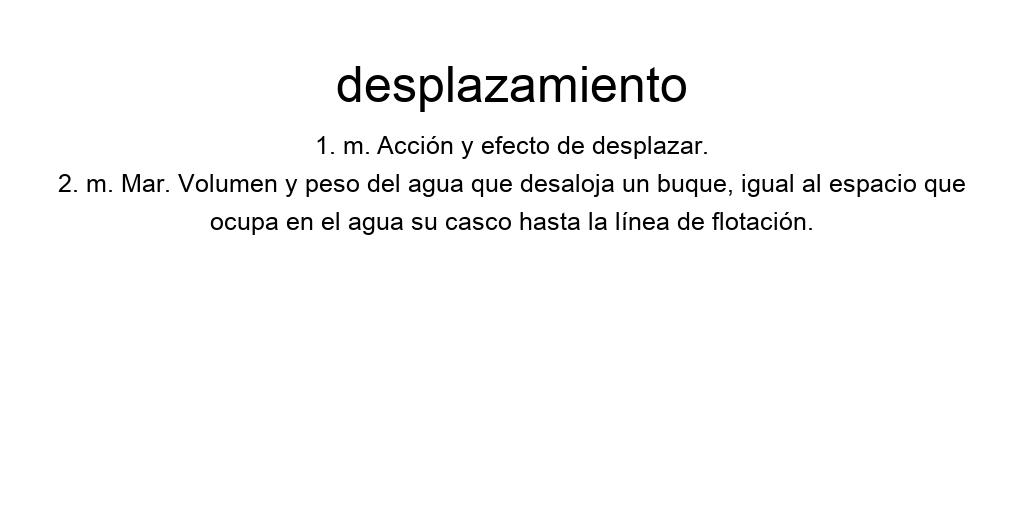 desplazamiento
1. m. Acción y efecto de desplazar.
2. m. Mar. Volumen y peso del agua que desaloja un buque, igual al espacio que
ocupa en el agua su casco hasta la línea de flotación.